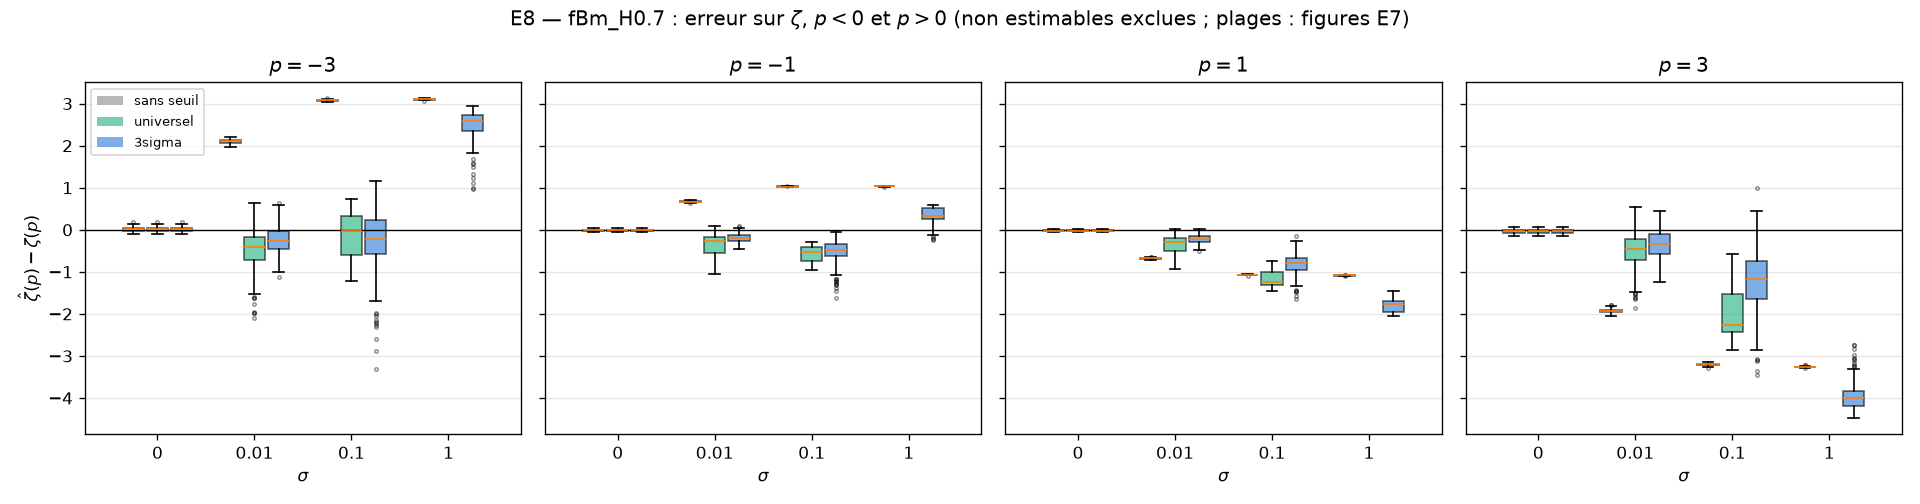 E8 — fBm_H0.7 : erreur sur ζ, p < 0 et p > 0 (non estimables exclues ; plages : figures E7)
p = −3
p = −1
p = 1
p = 3
sans seuil
universel
3sigma
ζ̂(p) − ζ(p)
3
2
1
0
−1
−2
−3
−4
0 0.01 0.1 1
0 0.01 0.1 1
0 0.01 0.1 1
0 0.01 0.1 1
σ
σ
σ
σ